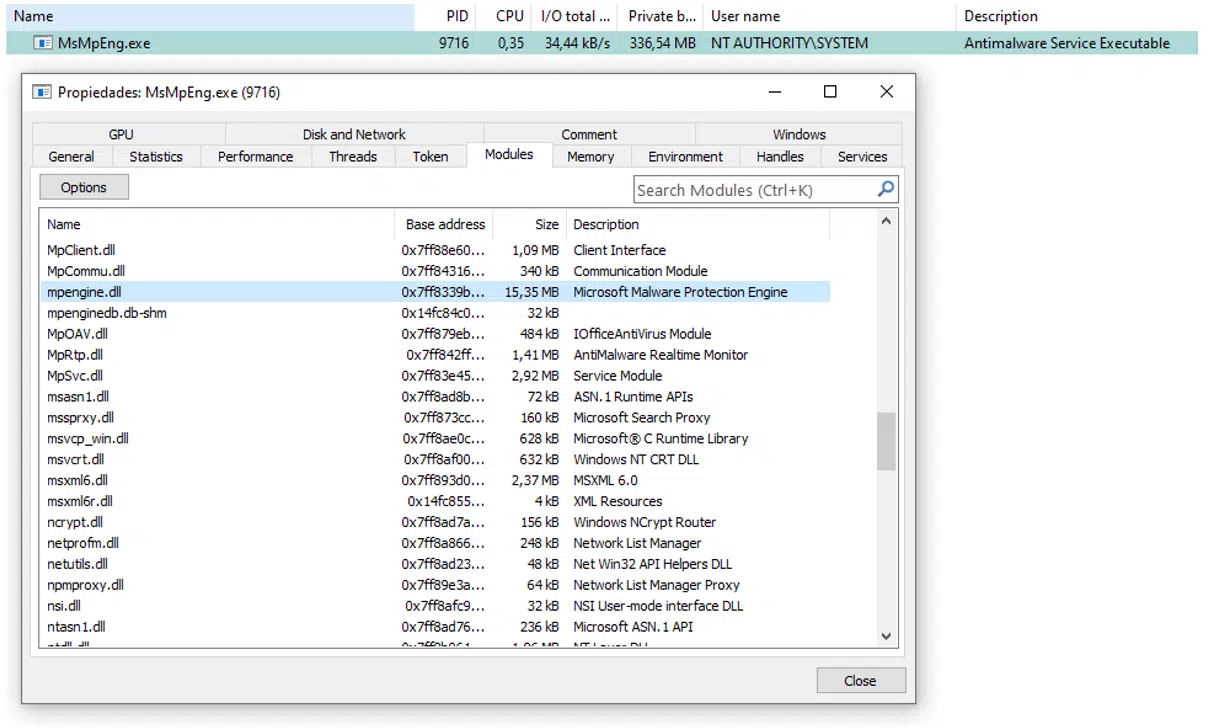 Name PID CPU I/O total ... Private b... User name Description
MsMpEng.exe 9716 0,35 34,44 kB/s 336,54 MB NT AUTHORITY\SYSTEM Antimalware Service Executable
Propiedades: MsMpEng.exe (9716)
GPU Disk and Network Comment Windows
General Statistics Performance Threads Token Modules Memory Environment Handles Services
Options Search Modules (Ctrl+K)
Name Base address Size Description
MpClient.dll 0x7ff88e60... 1,09 MB Client Interface
MpCommu.dll 0x7ff84316... 340 kB Communication Module
mpengine.dll 0x7ff8339b... 15,35 MB Microsoft Malware Protection Engine
mpenginedb.db-shm 0x14fc84c0... 32 kB
MpOAV.dll 0x7ff879eb... 484 kB IOfficeAntiVirus Module
MpRtp.dll 0x7ff842ff... 1,41 MB AntiMalware Realtime Monitor
MpSvc.dll 0x7ff83e45... 2,92 MB Service Module
msasn1.dll 0x7ff8ad8b... 72 kB ASN.1 Runtime APIs
mssprxy.dll 0x7ff873cc... 160 kB Microsoft Search Proxy
msvcp_win.dll 0x7ff8ae0c... 628 kB Microsoft® C Runtime Library
msvcrt.dll 0x7ff8af00... 632 kB Windows NT CRT DLL
msxml6.dll 0x7ff893d0... 2,37 MB MSXML 6.0
msxml6r.dll 0x14fc855... 4 kB XML Resources
ncrypt.dll 0x7ff8ad7a... 156 kB Windows NCrypt Router
netprofm.dll 0x7ff8a866... 248 kB Network List Manager
netutils.dll 0x7ff8ad23... 48 kB Net Win32 API Helpers DLL
npmproxy.dll 0x7ff89e3a... 64 kB Network List Manager Proxy
nsi.dll 0x7ff8afc9... 32 kB NSI User-mode interface DLL
ntasn1.dll 0x7ff8ad76... 236 kB Microsoft ASN.1 API
Close